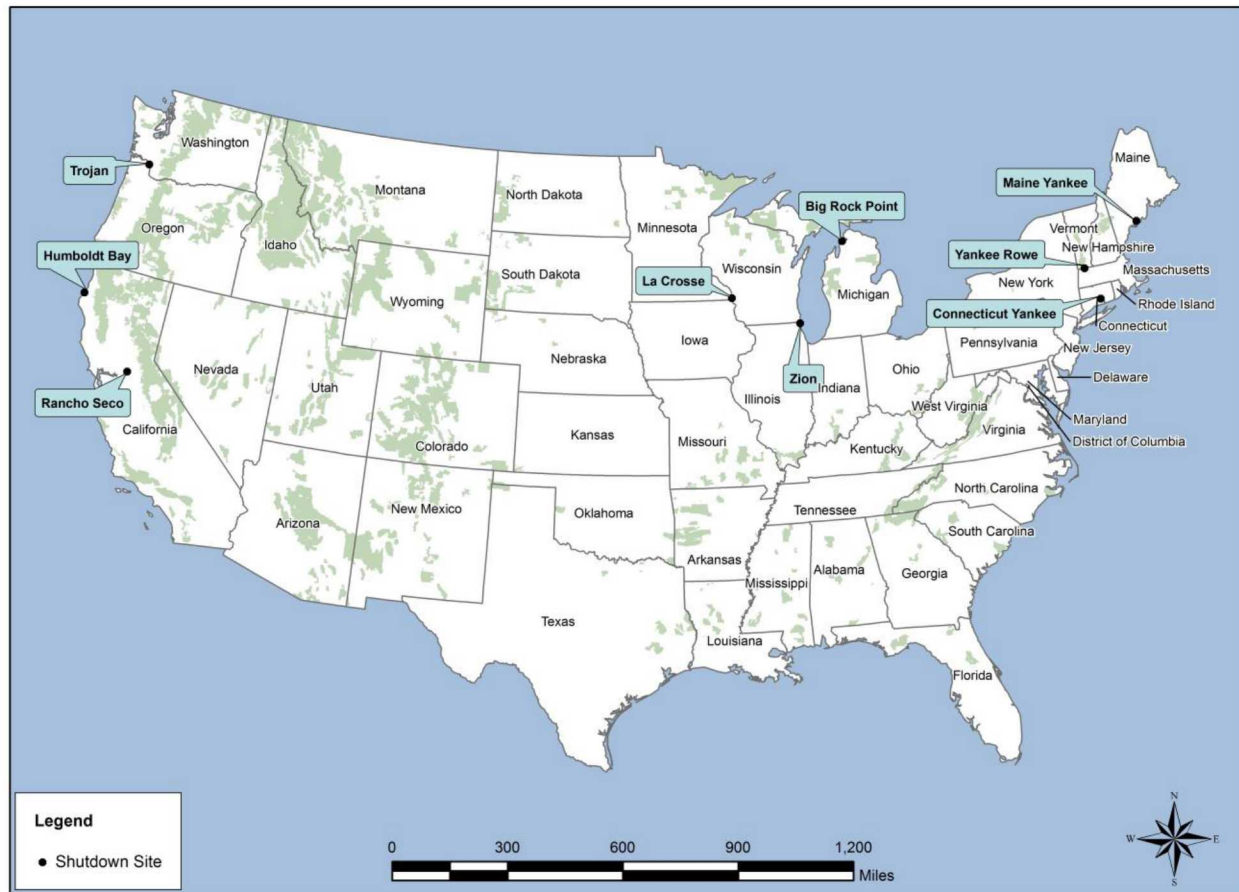 Washington
Maine
Trojan
Maine Yankee
Montana
North Dakota
Big Rock Point
Minnesota
Vermont
Oregon
Idaho
New Hampshire
Humboldt Bay
Yankee Rowe
Wisconsin
Massachusetts
South Dakota
La Crosse
New York
Michigan
Wyoming
Rhode Island
Connecticut Yankee
Connecticut
Iowa
Pennsylvania
New Jersey
Nebraska
Nevada
Ohio
Utah
Zion
Indiana
Delaware
Rancho Seco
Illinois
West Virginia
Maryland
California
Colorado
Kansas
Missouri
Virginia
District of Columbia
Kentucky
North Carolina
New Mexico
Oklahoma
Tennessee
Arizona
South Carolina
Arkansas
Mississippi
Alabama
Georgia
Texas
Louisiana
Florida
Legend
Shutdown Site
0 300 600 900 1,200
Miles
N
W E
S